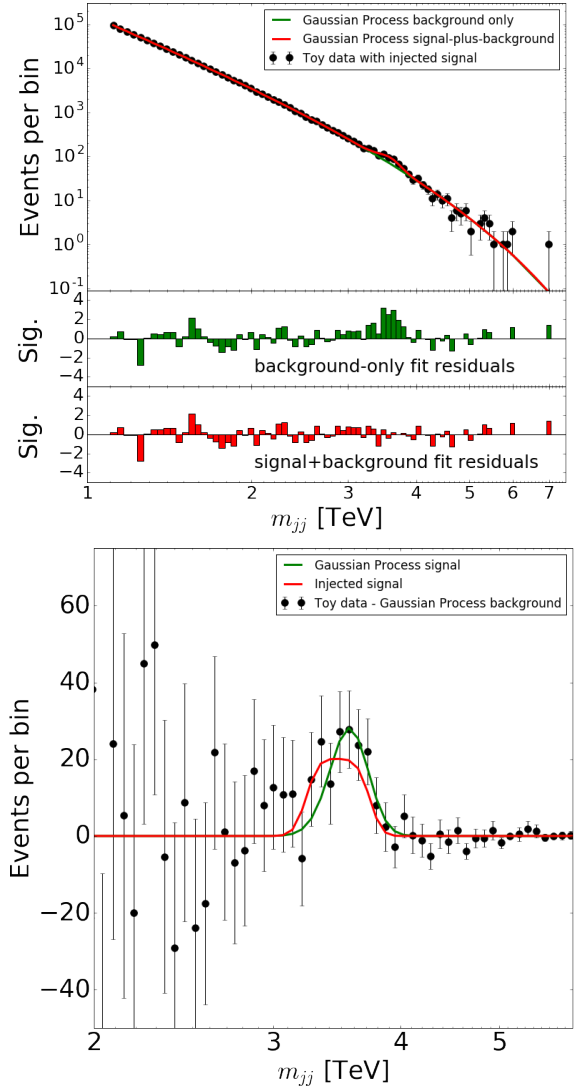 Gaussian Process background only
Gaussian Process signal-plus-background
Toy data with injected signal
Events per bin
10^5
10^4
10^3
10^2
10^1
10^0
10^-1
Sig.
4
2
0
−2
−4
background-only fit residuals
Sig.
4
2
0
−2
−4
signal+background fit residuals
1 2 3 4 5 6 7
m_jj [TeV]
Gaussian Process signal
Injected signal
Toy data - Gaussian Process background
Events per bin
60
40
20
0
−20
−40
2 3 4 5
m_jj [TeV]